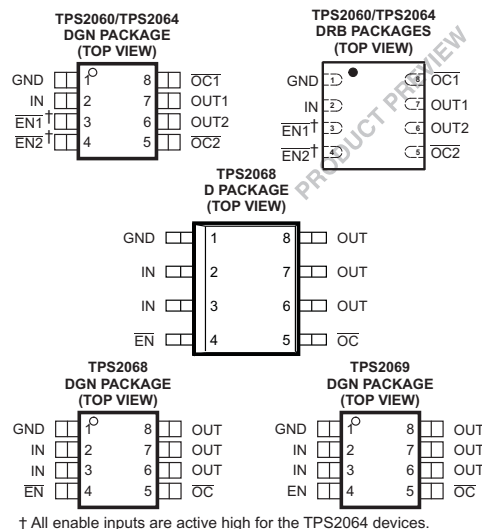 TPS2060/TPS2064
DGN PACKAGE
(TOP VIEW)
GND 1 8 OC1
IN 2 7 OUT1
EN1† 3 6 OUT2
EN2† 4 5 OC2
TPS2060/TPS2064
DRB PACKAGES
(TOP VIEW)
GND 1 8 OC1
IN 2 7 OUT1
EN1† 3 6 OUT2
EN2† 4 5 OC2
PRODUCT PREVIEW
TPS2068
D PACKAGE
(TOP VIEW)
GND 1 8 OUT
IN 2 7 OUT
IN 3 6 OUT
EN 4 5 OC
TPS2068
DGN PACKAGE
(TOP VIEW)
GND 1 8 OUT
IN 2 7 OUT
IN 3 6 OUT
EN 4 5 OC
TPS2069
DGN PACKAGE
(TOP VIEW)
GND 1 8 OUT
IN 2 7 OUT
IN 3 6 OUT
EN 4 5 OC
† All enable inputs are active high for the TPS2064 devices.